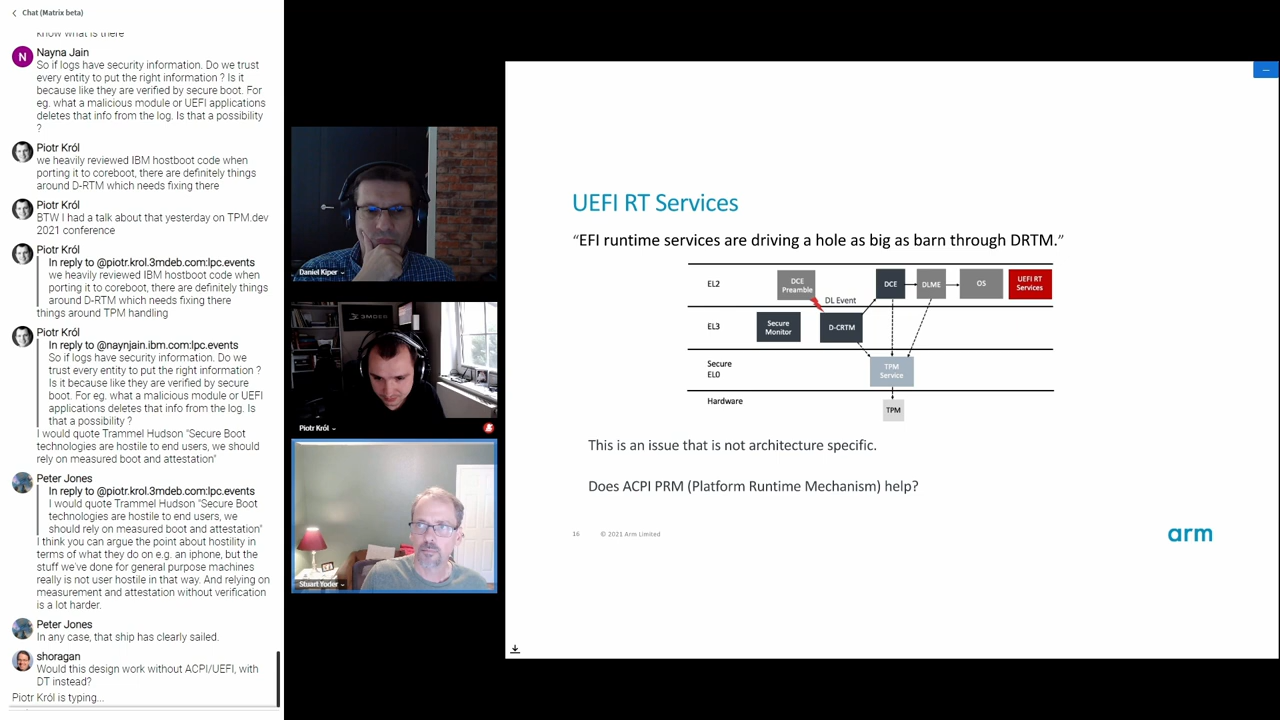 Chat (Matrix beta)
know what is there
N
Nayna Jain
So if logs have security information. Do we trust
every entity to put the right information ? Is it
because like they are verified by secure boot. For
eg. what a malicious module or UEFI applications
deletes that info from the log. Is that a possibility
?
Piotr Król
we heavily reviewed IBM hostboot code when
porting it to coreboot, there are definitely things
around D-RTM which needs fixing there
Piotr Król
BTW I had a talk about that yesterday on TPM.dev
2021 conference
Piotr Król
In reply to @piotr.krol.3mdeb.com:lpc.events
we heavily reviewed IBM hostboot code when
porting it to coreboot, there are definitely things
around D-RTM which needs fixing there
things around TPM handling
Piotr Król
In reply to @naynjain.ibm.com:lpc.events
So if logs have security information. Do we
trust every entity to put the right information ?
Is it because like they are verified by secure
boot. For eg. what a malicious module or UEFI
applications deletes that info from the log. Is
that a possibility ?
I would quote Trammel Hudson "Secure Boot
technologies are hostile to end users, we should
rely on measured boot and attestation"
Peter Jones
In reply to @piotr.krol.3mdeb.com:lpc.events
I would quote Trammel Hudson "Secure Boot
technologies are hostile to end users, we
should rely on measured boot and attestation"
I think you can argue the point about hostility in
terms of what they do on e.g. an iphone, but the
stuff we've done for general purpose machines
really is not user hostile in that way. And relying on
measurement and attestation without verification
is a lot harder.
Peter Jones
In any case, that ship has clearly sailed.
shoragan
Would this design work without ACPI/UEFI, with
DT instead?
Piotr Król is typing...
Daniel Kiper
3MDEB
Piotr Król
Stuart Yoder
UEFI RT Services
“EFI runtime services are driving a hole as big as barn through DRTM.”
EL2
DCE
Preamble
DL Event
DCE
DLME
OS
UEFI RT
Services
EL3
Secure
Monitor
D-CRTM
Secure
EL0
TPM
Service
Hardware
TPM
This is an issue that is not architecture specific.
Does ACPI PRM (Platform Runtime Mechanism) help?
16
© 2021 Arm Limited
arm